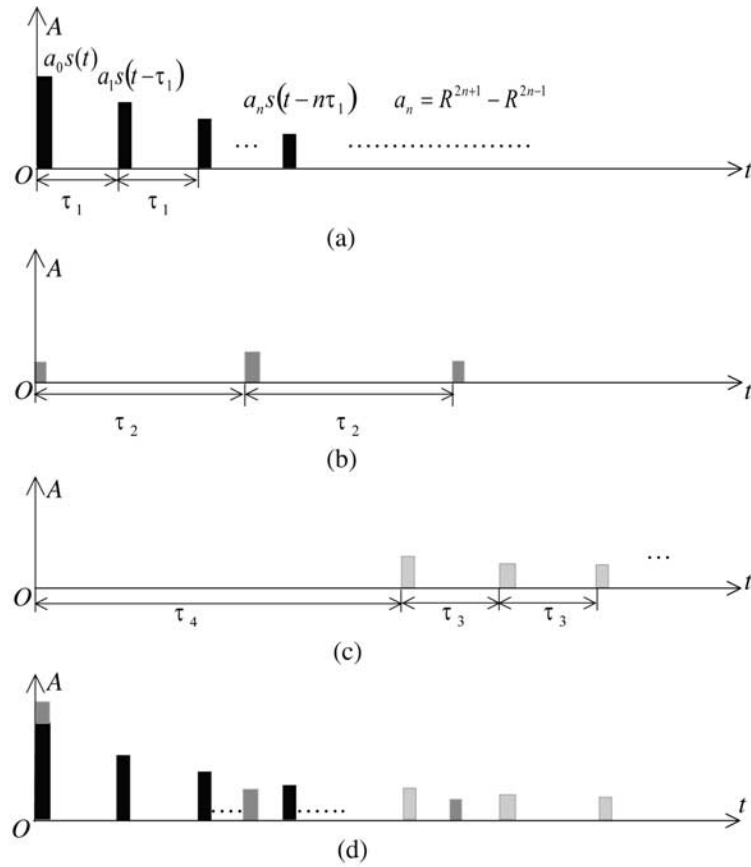 A
a₀s(t)
a₁s(t-τ₁)
aₙs(t-nτ₁)
aₙ = R²ⁿ⁺¹ - R²ⁿ⁻¹
...
..............................
O
t
τ₁
τ₁
(a)
A
O
t
τ₂
τ₂
(b)
A
...
O
t
τ₄
τ₃
τ₃
(c)
A
.....
........
O
t
(d)